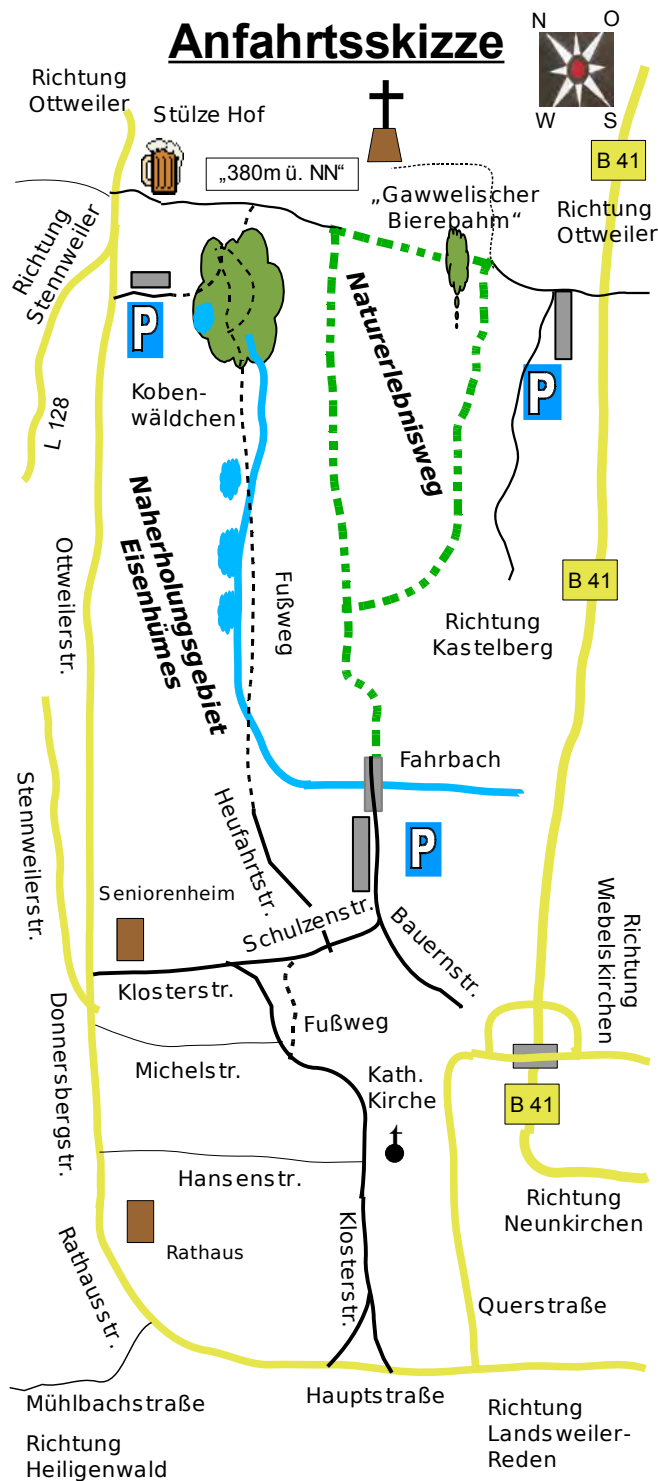 Anfahrtsskizze
N O
W S
Richtung
Ottweiler
Stülze Hof
„380m ü. NN“
„Gawwelischer
Bierebahm“
B 41
Richtung
Ottweiler
Richtung
Stennweiler
P
P
L 128
Koben-
wäldchen
Naturerlebnisweg
Naherholungsgebiet
Eisenhümes
Ottweilerstr.
Fußweg
B 41
Richtung
Kastelberg
Fahrbach
Stennweilerstr.
Heufahrtstr.
P
Seniorenheim
Schulzenstr.
Bauernstr.
Richtung
Wiebelskirchen
Klosterstr.
Donnersbergstr.
Fußweg
Michelstr.
Kath.
Kirche
B 41
Hansenstr.
Richtung
Neunkirchen
Rathaus
Klosterstr.
Rathausstr.
Querstraße
Mühlbachstraße
Hauptstraße
Richtung
Landsweiler-
Reden
Richtung
Heiligenwald